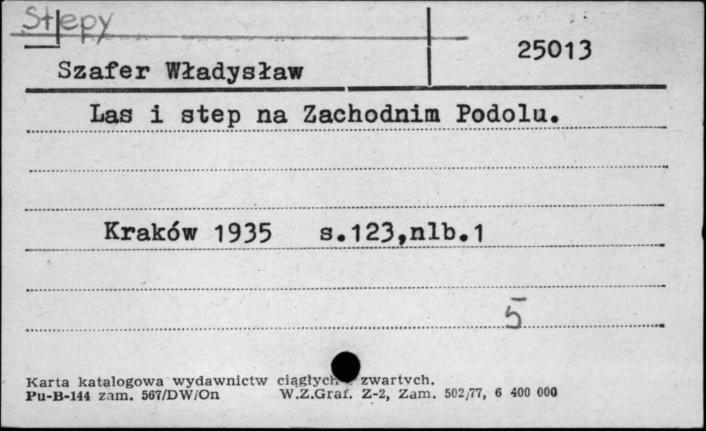 Stepy
25013
Szafer Władysław
Las i step na Zachodnim Podolu.
Kraków 1935 s.123,nlb.1
5
Karta katalogowa wydawnictw ciągłych zwartych.
Pu-B-144 zam. 567/DW/On W.Z.Graf. Z-2, Zam. 502/77, 6 400 000